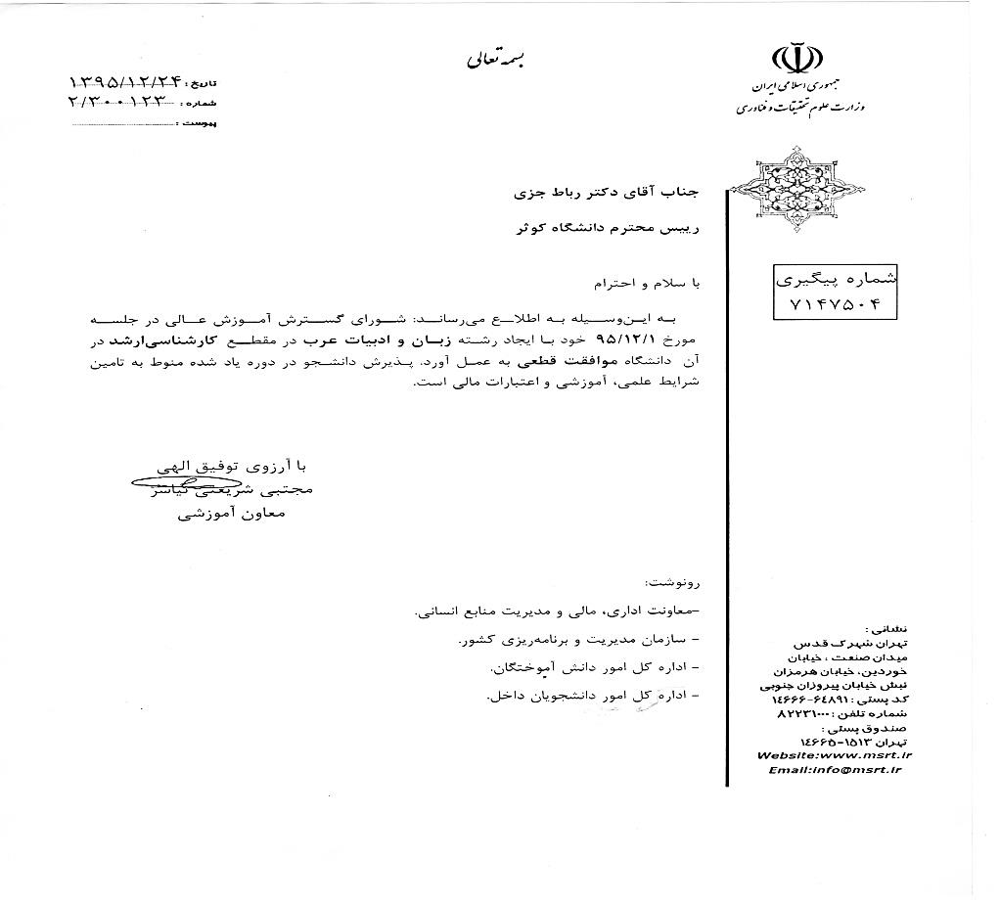 بسمه تعالی
جمهوری اسلامی ایران
وزارت علوم تحقیقات و فناوری
تاریخ: ۱۳۹۵/۱۲/۲۴
شماره: ۲/۳۰۰۱۲۳
پیوست:
جناب آقای دکتر رباط جزی
رییس محترم دانشگاه کوثر
شماره پیگیری
۷۱۴۷۵۰۴
با سلام و احترام
به این‌وسیله به اطلاع می‌رساند: شورای گسترش آموزش عالی در جلسه
مورخ ۹۵/۱۲/۱ خود با ایجاد رشته زبان و ادبیات عرب در مقطع کارشناسی‌ارشد در
آن دانشگاه موافقت قطعی به عمل آورد. پذیرش دانشجو در دوره یاد شده منوط به تامین
شرایط علمی، آموزشی و اعتبارات مالی است.
با آرزوی توفیق الهی
مجتبی شریعتی نیاسر
معاون آموزشی
رونوشت:
-معاونت اداری، مالی و مدیریت منابع انسانی.
- سازمان مدیریت و برنامه‌ریزی کشور.
- اداره کل امور دانش آموختگان.
- اداره کل امور دانشجویان داخل.
نشانی :
تهران شهرک قدس
میدان صنعت ، خیابان
خوردین، خیابان هرمزان
نبش خیابان پیروزان جنوبی
کد پستی : ۶۴۸۹۱-۱۴۶۶۶
شماره تلفن : ۸۲۲۳۱۰۰۰
صندوق پستی :
تهران ۱۵۱۳-۱۴۶۶۵
Website:www.msrt.ir
Email:info@msrt.ir